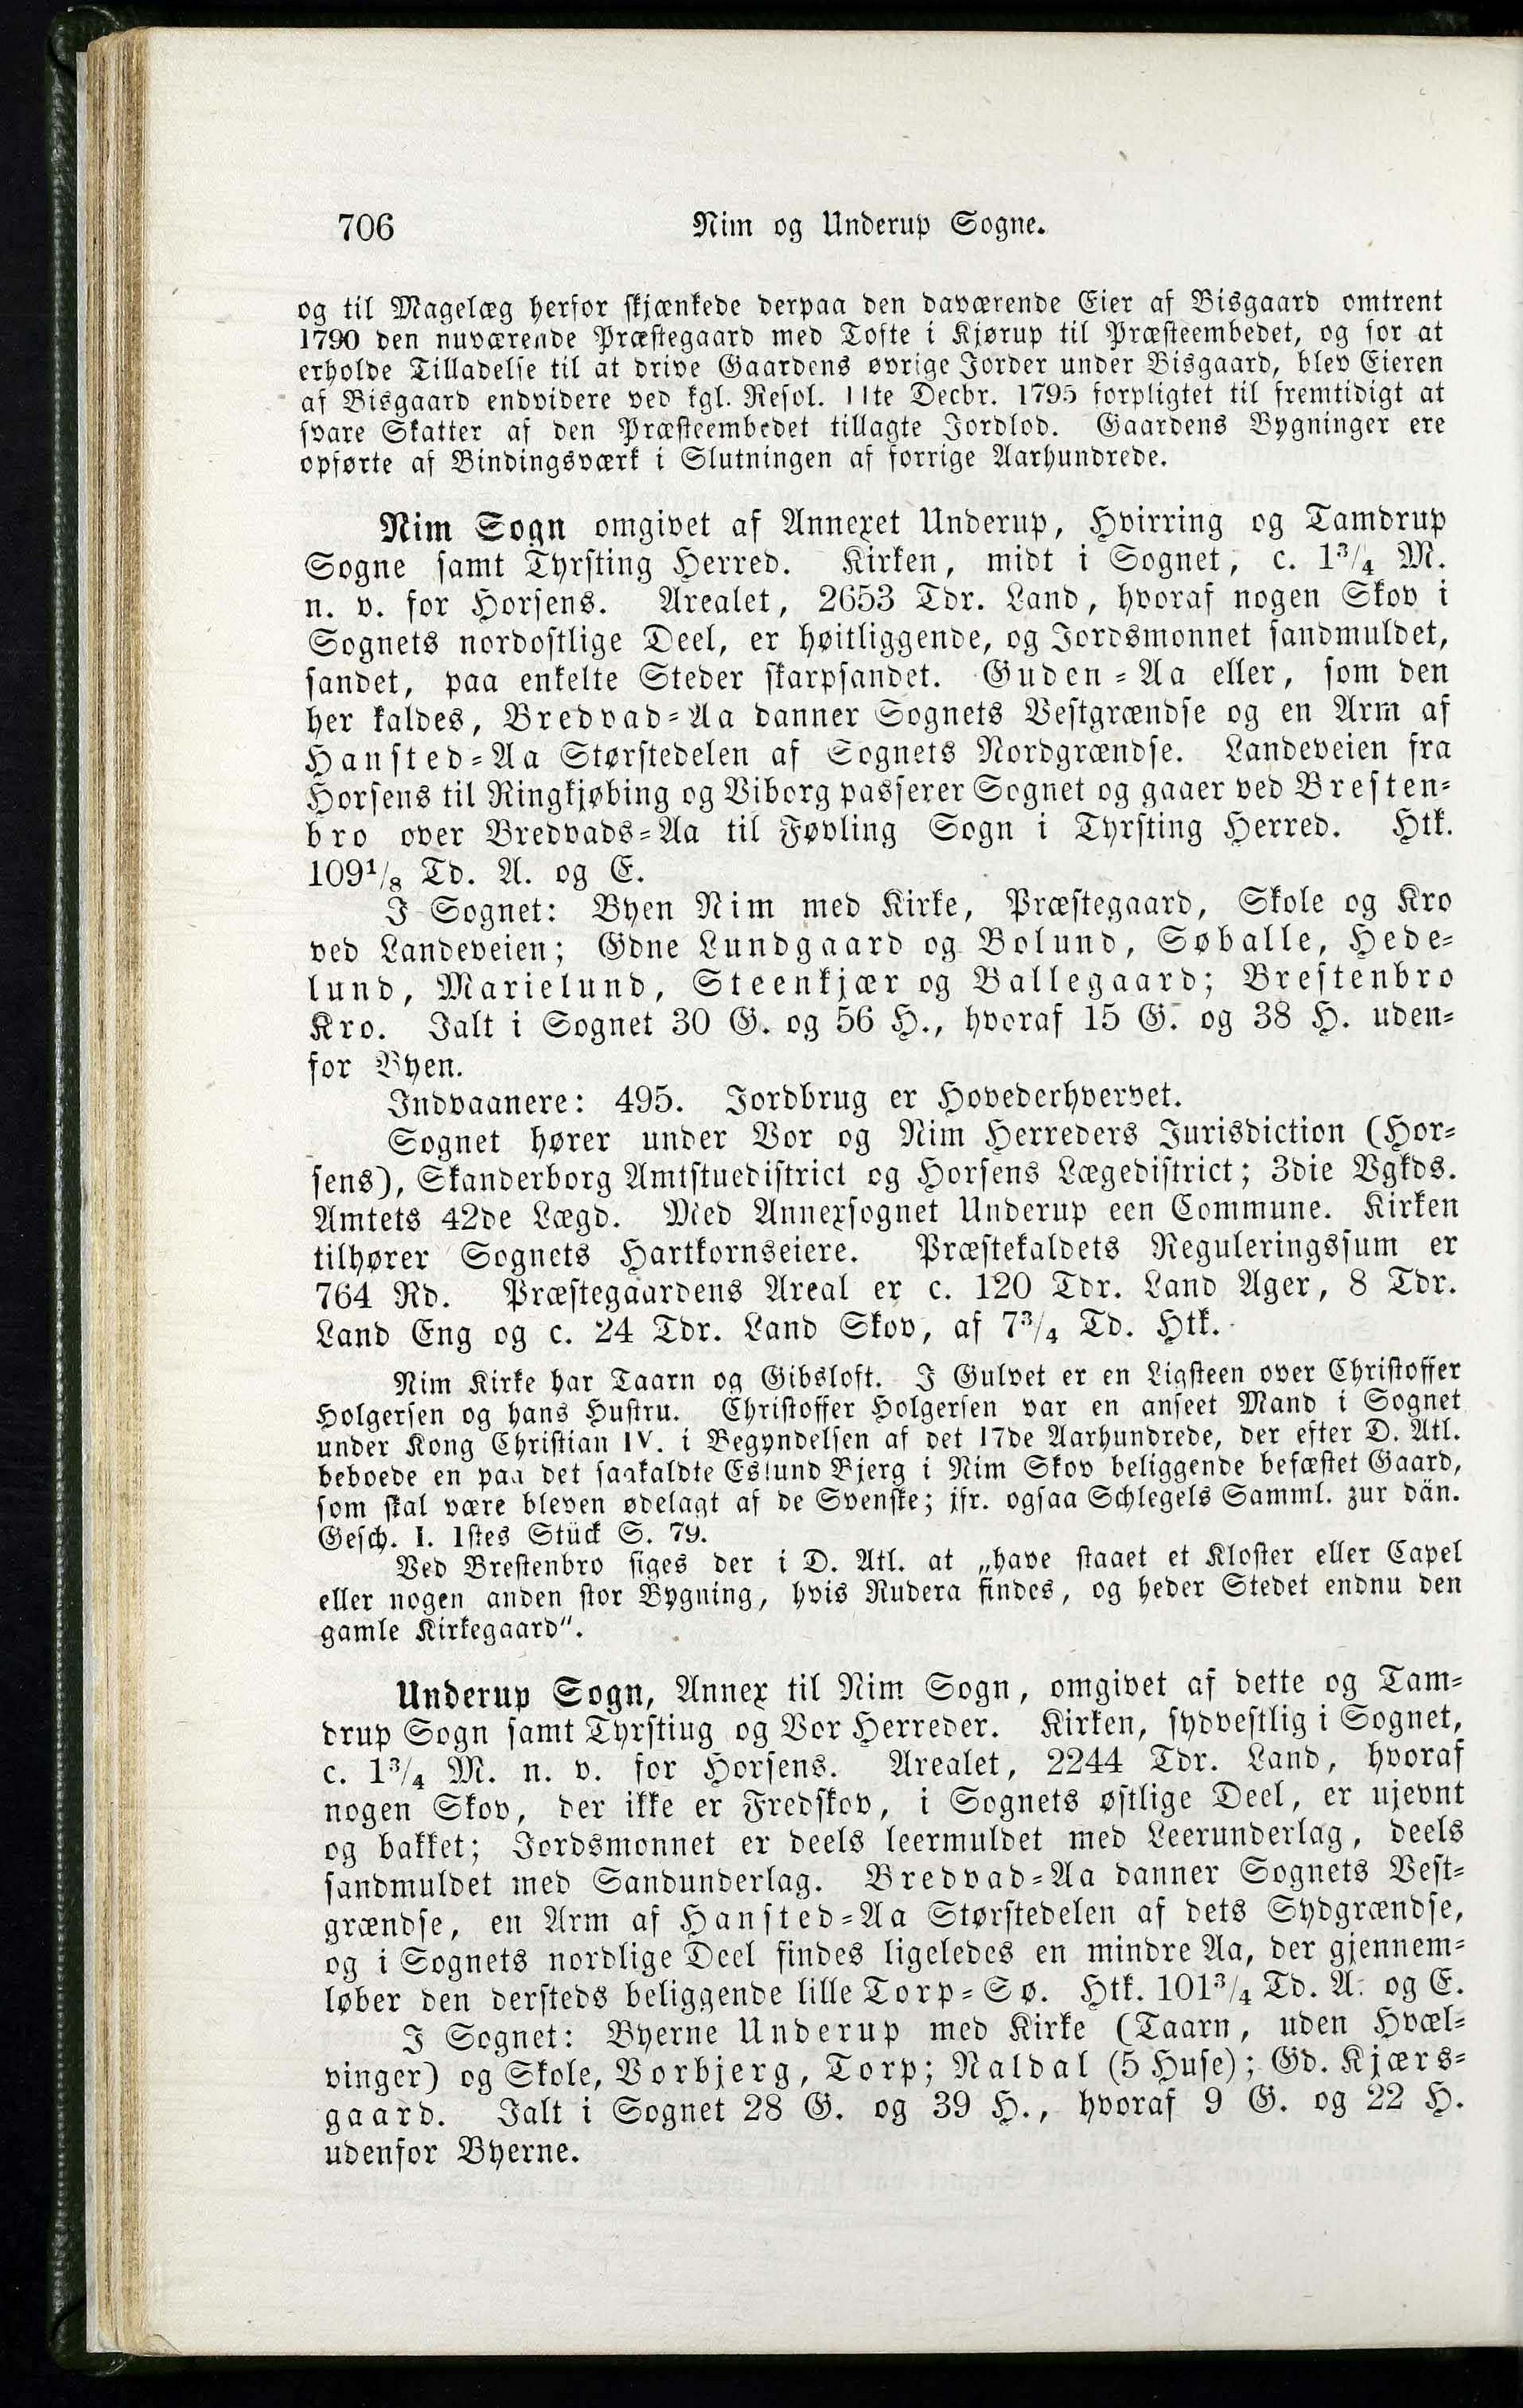 706 Nim og Underup Sogne.
og til Magelæg herfor skjænkede derpaa den daværende Eier af Bisgaard omtrent
1790 den nuværende Præstegaard med Tofte i Kjørup til Præsteembedet, og for at
erholde Tilladelse til at drive Gaardens øvrige Jorder under Bisgaard, blev Eieren
af Bisgaard endvidere ved kgl. Resol. 11te Decbr. 1795 forpligtet til fremtidigt at
svare Skatter af den Præsteembedet tillagte Jordlod. Gaardens Bygninger ere
opførte af Bindingsværk i Slutningen af forrige Aarhundrede.
Nim Sogn omgivet af Annexet Underup, Hvirring og Tamdrup
Sogne samt Tyrsting Herred. Kirken, midt i Sognet, c. 1³/₄ M.
n. v. for Horsens. Arealet, 2653 Tdr. Land, hvoraf nogen Skov i
Sognets nordostlige Deel, er høitliggende, og Jordsmonnet sandmuldet,
sandet, paa enkelte Steder skarpsandet. Guden-Aa eller, som den
her kaldes, Bredvad-Aa danner Sognets Vestgrændse og en Arm af
Hansted-Aa Størstedelen af Sognets Nordgrændse. Landeveien fra
Horsens til Ringkjøbing og Viborg passerer Sognet og gaaer ved Bresten-
bro over Bredvads-Aa til Føvling Sogn i Tyrsting Herred. Htk.
109¹/₈ Td. A. og E.
I Sognet: Byen Nim med Kirke, Præstegaard, Skole og Kro
ved Landeveien; Gdne Lundgaard og Bolund, Søballe, Hede-
lund, Marielund, Steenkjær og Ballegaard; Brestenbro
Kro. Ialt i Sognet 30 G. og 56 H., hvoraf 15 G. og 38 H. uden-
for Byen.
Indvaanere: 495. Jordbrug er Hovederhvervet.
Sognet hører under Vor og Nim Herreders Jurisdiction (Hor-
sens), Skanderborg Amtstuedistrict og Horsens Lægedistrict; 3die Vgkds.
Amtets 42de Lægd. Med Annexsognet Underup een Commune. Kirken
tilhører Sognets Hartkornseiere. Præstekaldets Reguleringssum er
764 Rd. Præstegaardens Areal er c. 120 Tdr. Land Ager, 8 Tdr.
Land Eng og c. 24 Tdr. Land Skov, af 7³/₄ Td. Htk.
Nim Kirke har Taarn og Gibsloft. I Gulvet er en Ligsteen over Christoffer
Holgersen og hans Hustru. Christoffer Holgersen var en anseet Mand i Sognet
under Kong Christian IV. i Begyndelsen af det 17de Aarhundrede, der efter D. Atl.
beboede en paa det saakaldte Eslund Bjerg i Nim Skov beliggende befæstet Gaard,
som skal være bleven ødelagt af de Svenske; jfr. ogsaa Schlegels Samml. zur dän.
Gesch. I. 1stes Stück S. 79.
Ved Brestenbro siges der i D. Atl. at „have staaet et Kloster eller Capel
eller nogen anden stor Bygning, hvis Rudera findes, og heder Stedet endnu den
gamle Kirkegaard".
Underup Sogn, Annex til Nim Sogn, omgivet af dette og Tam-
drup Sogn samt Tyrstiug og Vor Herreder. Kirken, sydvestlig i Sognet,
c. 1³/₄ M. n. v. for Horsens. Arealet, 2244 Tdr. Land, hvoraf
nogen Skov, der ikke er Fredskov, i Sognets østlige Deel, er ujevnt
og bakket; Jordsmonnet er deels leermuldet med Leerunderlag, deels
sandmuldet med Sandunderlag. Bredvad-Aa danner Sognets Vest-
grændse, en Arm af Hansted-Aa Størstedelen af dets Sydgrændse,
og i Sognets nordlige Deel findes ligeledes en mindre Aa, der gjennem-
løber den dersteds beliggende lille Torp-Sø. Htk. 101³/₄ Td. A. og E.
I Sognet: Byerne Underup med Kirke (Taarn, uden Hvæl-
vinger) og Skole, Vorbjerg, Torp; Naldal (5 Huse); Gd. Kjærs-
gaard. Ialt i Sognet 28 G. og 39 H., hvoraf 9 G. og 22 H.
udenfor Byerne.